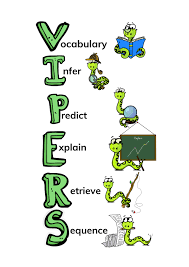 Vocabulary
Infer
Predict
Explain
Retrieve
Sequence